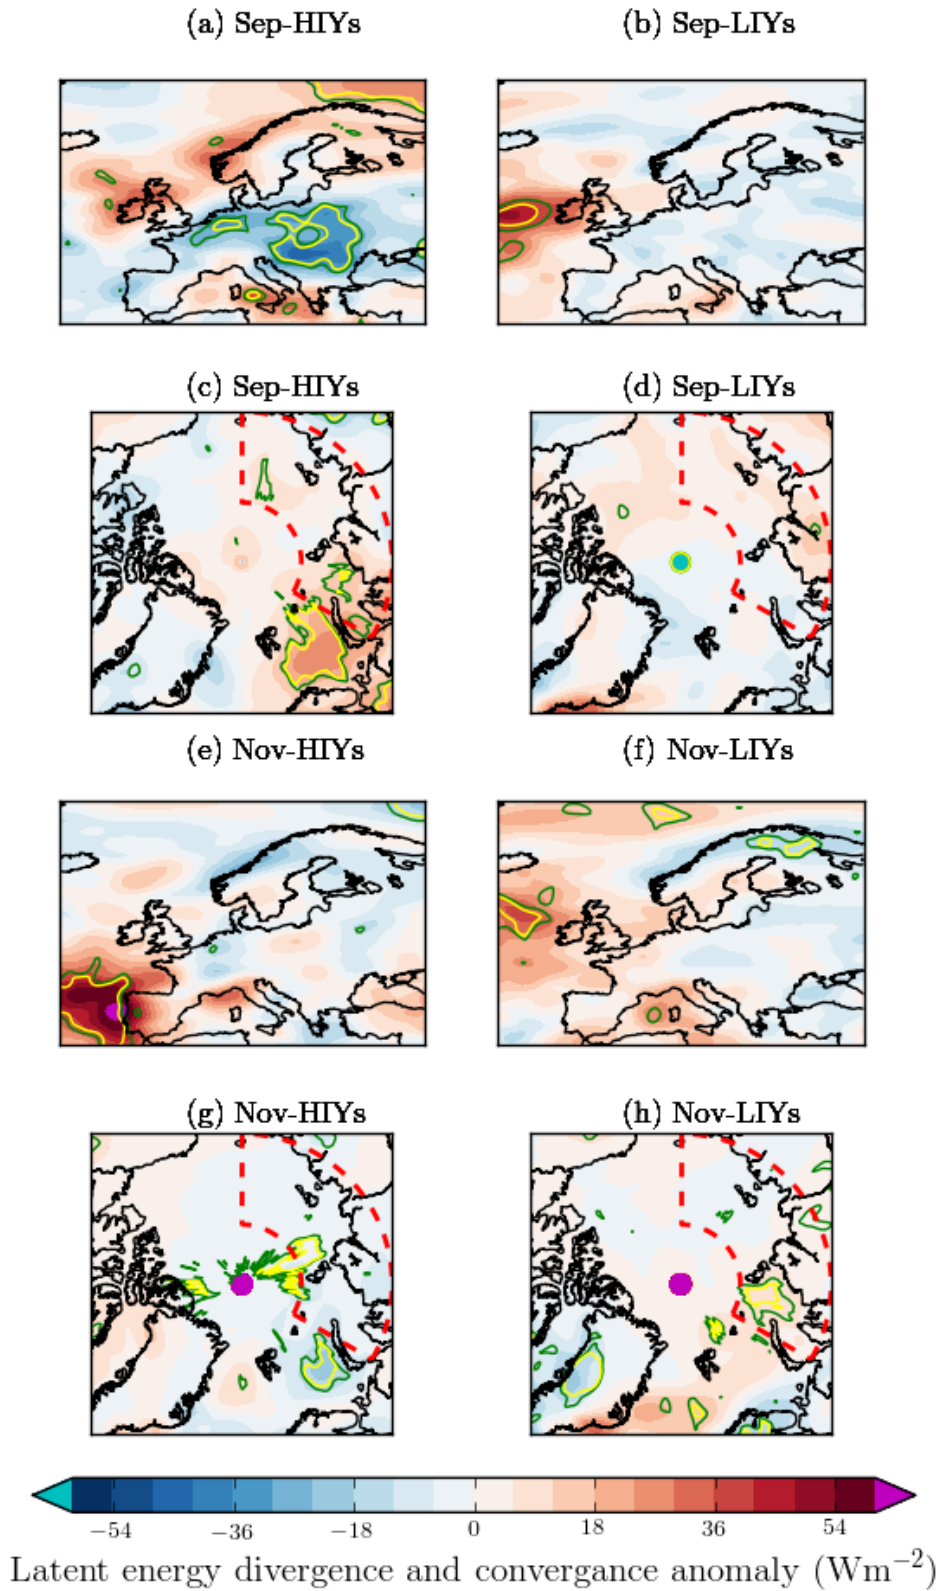 (a) Sep-HIYs (b) Sep-LIYs
(c) Sep-HIYs (d) Sep-LIYs
(e) Nov-HIYs (f) Nov-LIYs
(g) Nov-HIYs (h) Nov-LIYs
−54 −36 −18 0 18 36 54
Latent energy divergence and convergance anomaly (Wm⁻²)